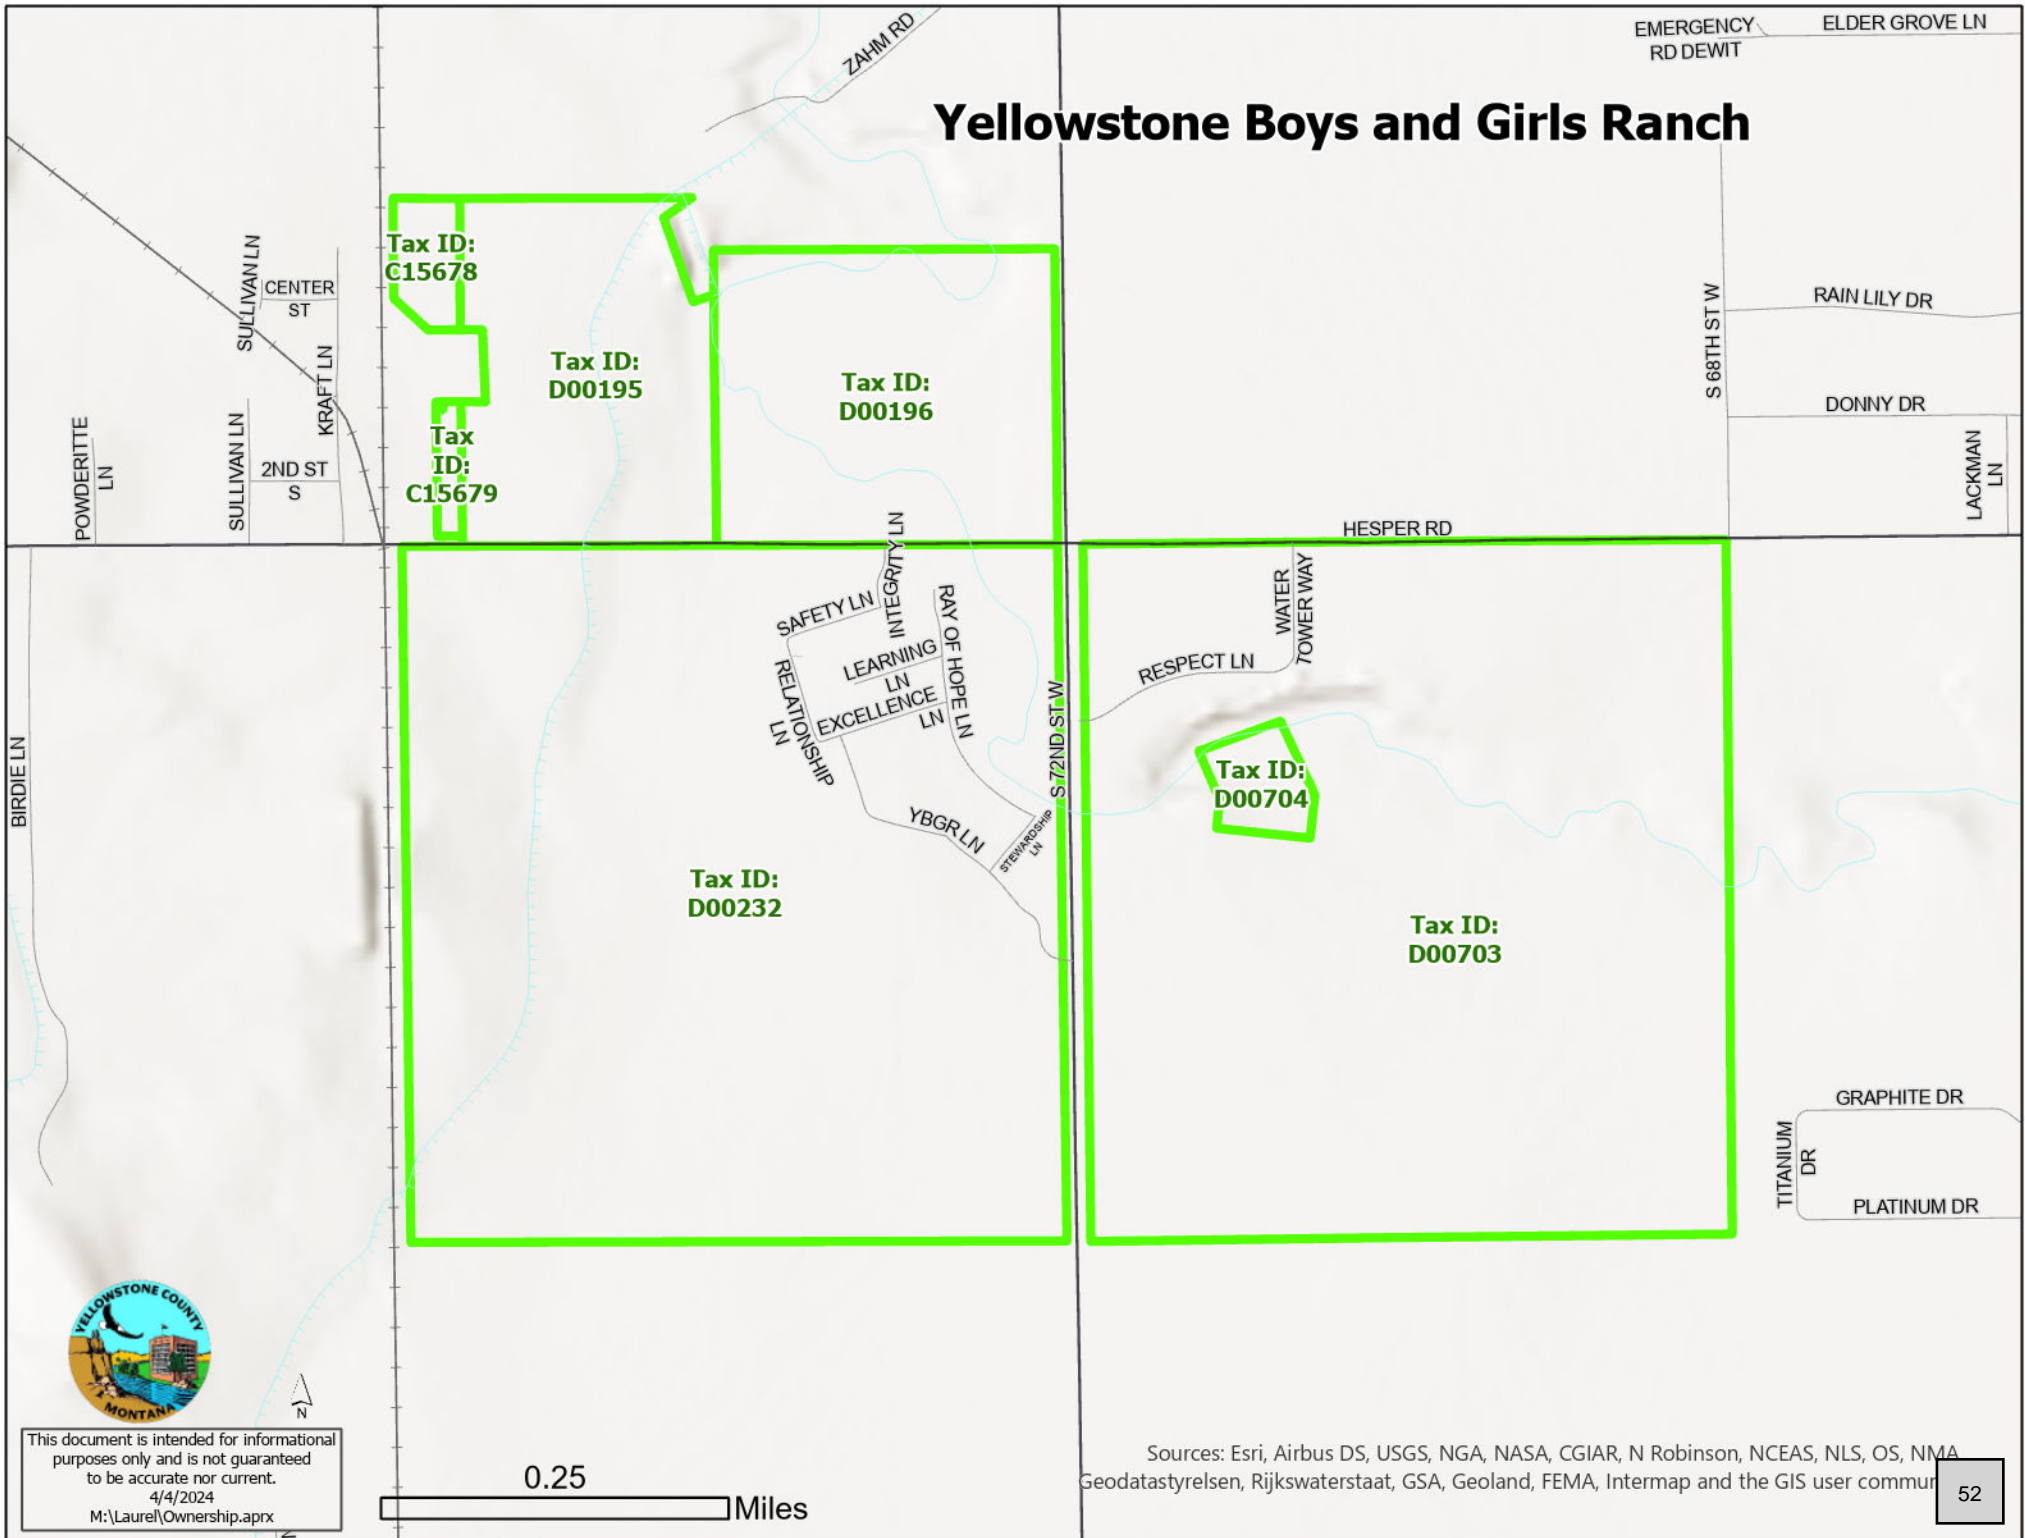 ELDER GROVE LN
EMERGENCY
RD DEWIT
ZAHM RD
Yellowstone Boys and Girls Ranch
Tax ID:
C15678
SULLIVAN LN
CENTER
ST
KRAFT LN
S 68TH ST W
RAIN LILY DR
Tax ID:
D00195
Tax ID:
D00196
DONNY DR
LACKMAN
LN
POWDERITTE
LN
SULLIVAN LN
2ND ST
S
Tax
ID:
C15679
HESPER RD
INTEGRITY LN
SAFETY LN
RAY OF HOPE LN
LEARNING
LN
RELATIONSHIP
LN
EXCELLENCE
LN
WATER
TOWER WAY
RESPECT LN
S 72ND ST W
BIRDIE LN
Tax ID:
D00704
YBGR LN
STEWARDSHIP
LN
Tax ID:
D00232
Tax ID:
D00703
GRAPHITE DR
TITANIUM
DR
PLATINUM DR
YELLOWSTONE COUNTY
MONTANA
N
This document is intended for informational
purposes only and is not guaranteed
to be accurate nor current.
4/4/2024
M:\Laurel\Ownership.aprx
0.25
Miles
Sources: Esri, Airbus DS, USGS, NGA, NASA, CGIAR, N Robinson, NCEAS, NLS, OS, NMA
Geodatastyrelsen, Rijkswaterstaat, GSA, Geoland, FEMA, Intermap and the GIS user commun
52